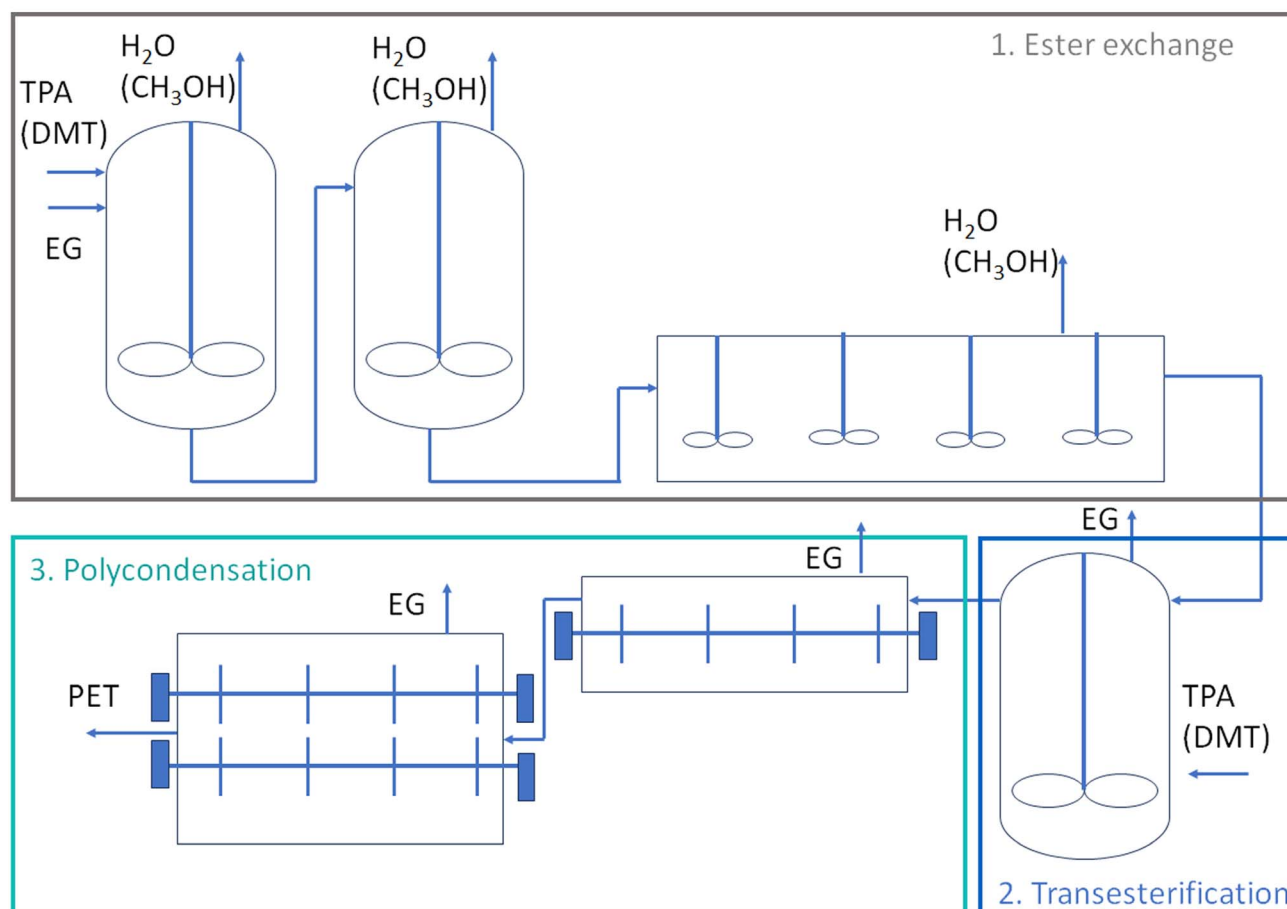 1. Ester exchange
H₂O
(CH₃OH)
H₂O
(CH₃OH)
TPA
(DMT)
EG
H₂O
(CH₃OH)
EG
3. Polycondensation
EG
EG
PET
TPA
(DMT)
2. Transesterification